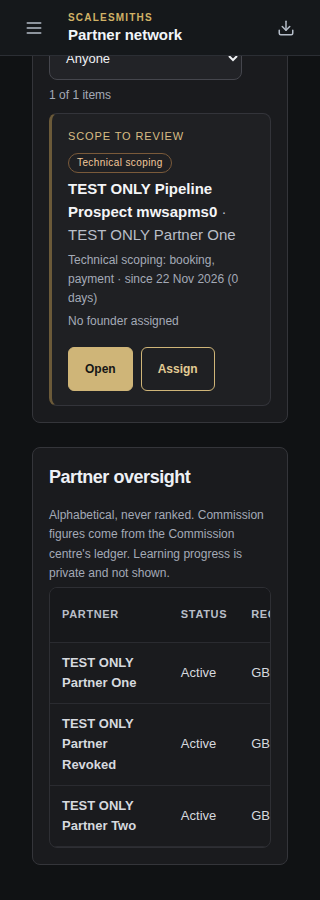 SCALESMITHS
Partner network
Anyone
1 of 1 items
SCOPE TO REVIEW
Technical scoping
TEST ONLY Pipeline
Prospect mwsapms0 ·
TEST ONLY Partner One
Technical scoping: booking,
payment · since 22 Nov 2026 (0
days)
No founder assigned
Open Assign
Partner oversight
Alphabetical, never ranked. Commission
figures come from the Commission
centre's ledger. Learning progress is
private and not shown.
PARTNER STATUS
TEST ONLY
Partner One
Active GB
TEST ONLY
Partner
Revoked
Active GB
TEST ONLY
Partner Two
Active GB